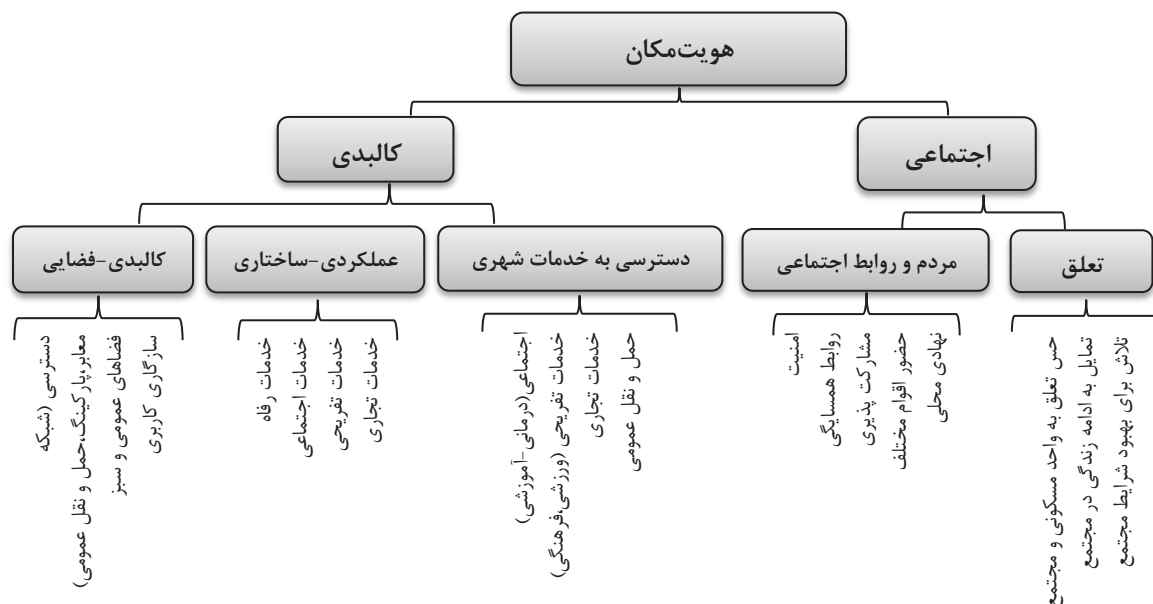 هویت‌مکان
اجتماعی
کالبدی
تعلق
مردم و روابط اجتماعی
دسترسی به خدمات شهری
عملکردی-ساختاری
کالبدی-فضایی
حس تعلق به واحد مسکونی و مجتمع
تمایل به ادامه زندگی در مجتمع
تلاش برای بهبود شرایط مجتمع
امنیت
روابط همسایگی
مشارکت پذیری
حضور اقوام مختلف
نهادی محلی
اجتماعی(درمانی-آموزشی)
خدمات تفریحی (ورزشی،فرهنگی)
خدمات تجاری
حمل و نقل عمومی
خدمات رفاه
خدمات اجتماعی
خدمات تفریحی
خدمات تجاری
دسترسی (شبکه
معابر،پارکینگ،حمل و نقل عمومی)
فضاهای عمومی و سبز
سازگاری کاربری